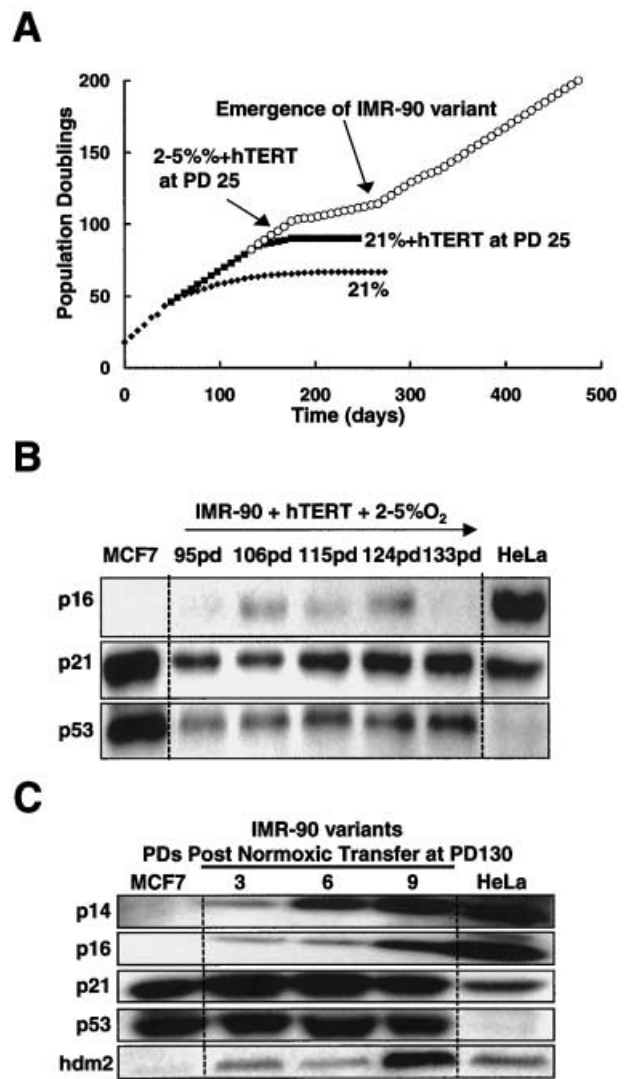 A
200
150
100
50
0
Population Doublings
Emergence of IMR-90 variant
2-5%%+hTERT
at PD 25
21%+hTERT at PD 25
21%
0 100 200 300 400 500
Time (days)
B
IMR-90 + hTERT + 2-5%O₂
MCF7 95pd 106pd 115pd 124pd 133pd HeLa
p16
p21
p53
C
IMR-90 variants
PDs Post Normoxic Transfer at PD130
MCF7 3 6 9 HeLa
p14
p16
p21
p53
hdm2